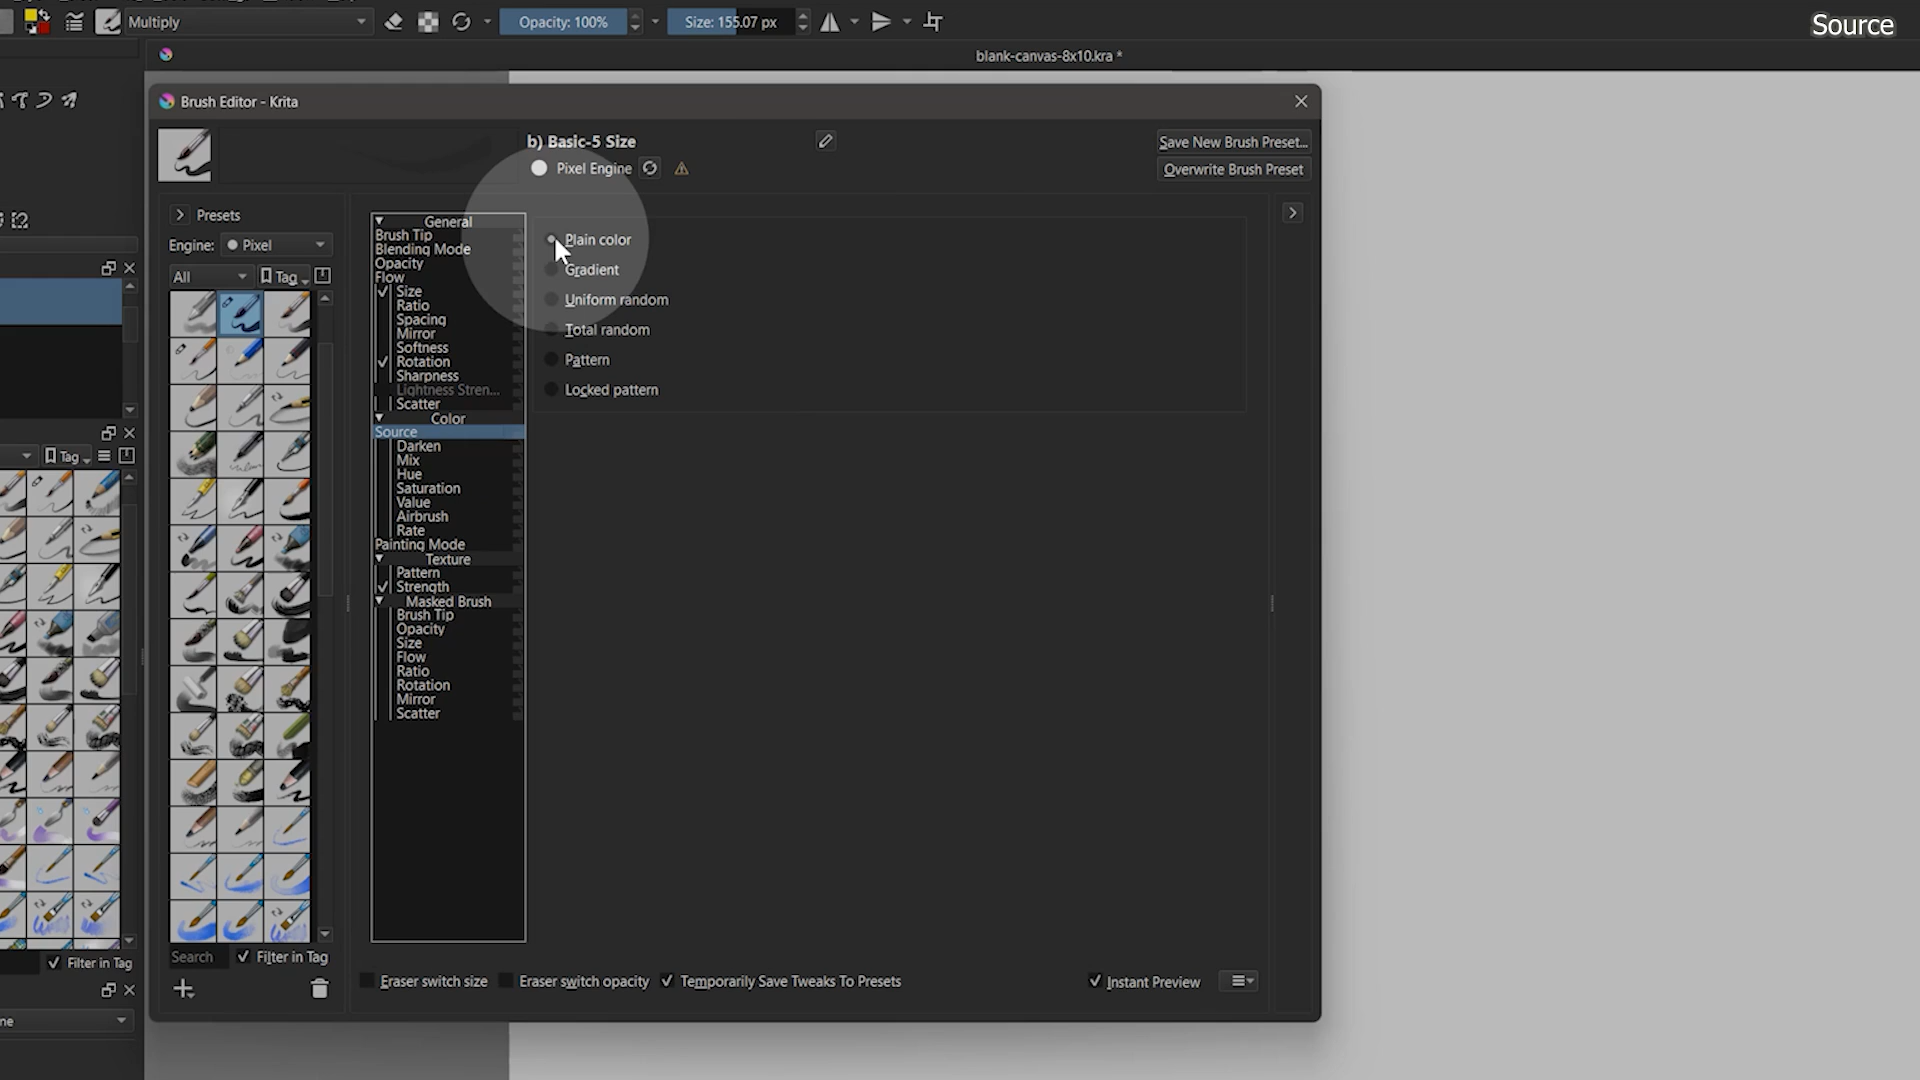 Multiply
Opacity: 100%
Size: 155.07 px
Source
blank-canvas-8x10.kra *
Brush Editor - Krita
b) Basic-5 Size
Pixel Engine
Save New Brush Preset...
Overwrite Brush Preset
Presets
Engine:
Pixel
All
Tag
General
Brush Tip
Blending Mode
Opacity
Flow
Size
Ratio
Spacing
Mirror
Softness
Rotation
Sharpness
Lightness Stren...
Scatter
Color
Source
Darken
Mix
Hue
Saturation
Value
Airbrush
Rate
Painting Mode
Texture
Pattern
Strength
Masked Brush
Brush Tip
Opacity
Size
Flow
Ratio
Rotation
Mirror
Scatter
Plain color
Gradient
Uniform random
Total random
Pattern
Locked pattern
Tag
Filter in Tag
ne
Search
Filter in Tag
Eraser switch size
Eraser switch opacity
Temporarily Save Tweaks To Presets
Instant Preview